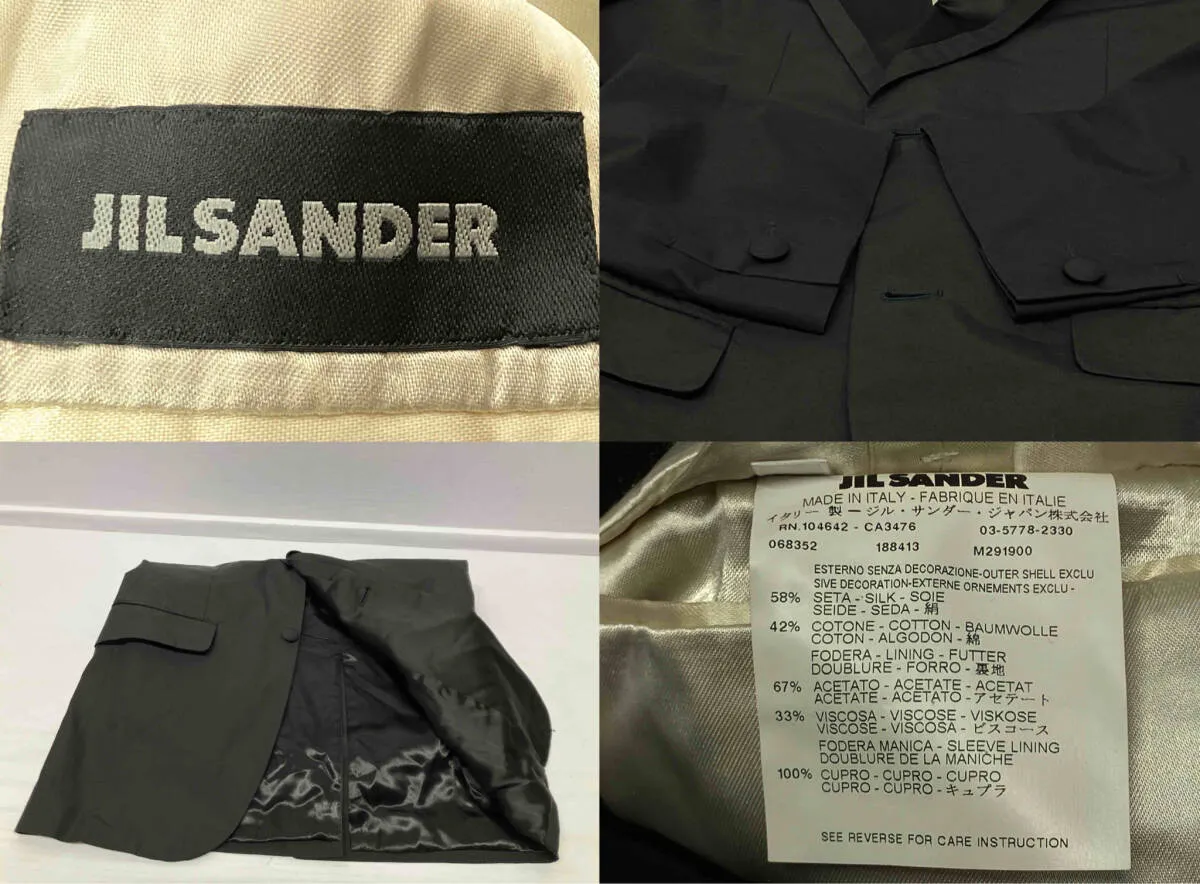 JIL SANDER
JIL SANDER
MADE IN ITALY - FABRIQUE EN ITALIE
イタリー 製 ージル・サンダー・ジャパン株式会社
RN.104642 - CA3476 03-5778-2330
068352 188413 M291900
ESTERNO SENZA DECORAZIONE-OUTER SHELL EXCLU
SIVE DECORATION-EXTERNE ORNEMENTS EXCLU -
58% SETA - SILK - SOIE
SEIDE - SEDA - 絹
42% COTONE - COTTON - BAUMWOLLE
COTON - ALGODON - 綿
FODERA - LINING - FUTTER
DOUBLURE - FORRO - 裏地
67% ACETATO - ACETATE - ACETAT
ACETATE - ACETATO - アセテート
33% VISCOSA - VISCOSE - VISKOSE
VISCOSE - VISCOSA - ビスコース
FODERA MANICA - SLEEVE LINING
DOUBLURE DE LA MANICHE
100% CUPRO - CUPRO - CUPRO
CUPRO - CUPRO - キュプラ
SEE REVERSE FOR CARE INSTRUCTION